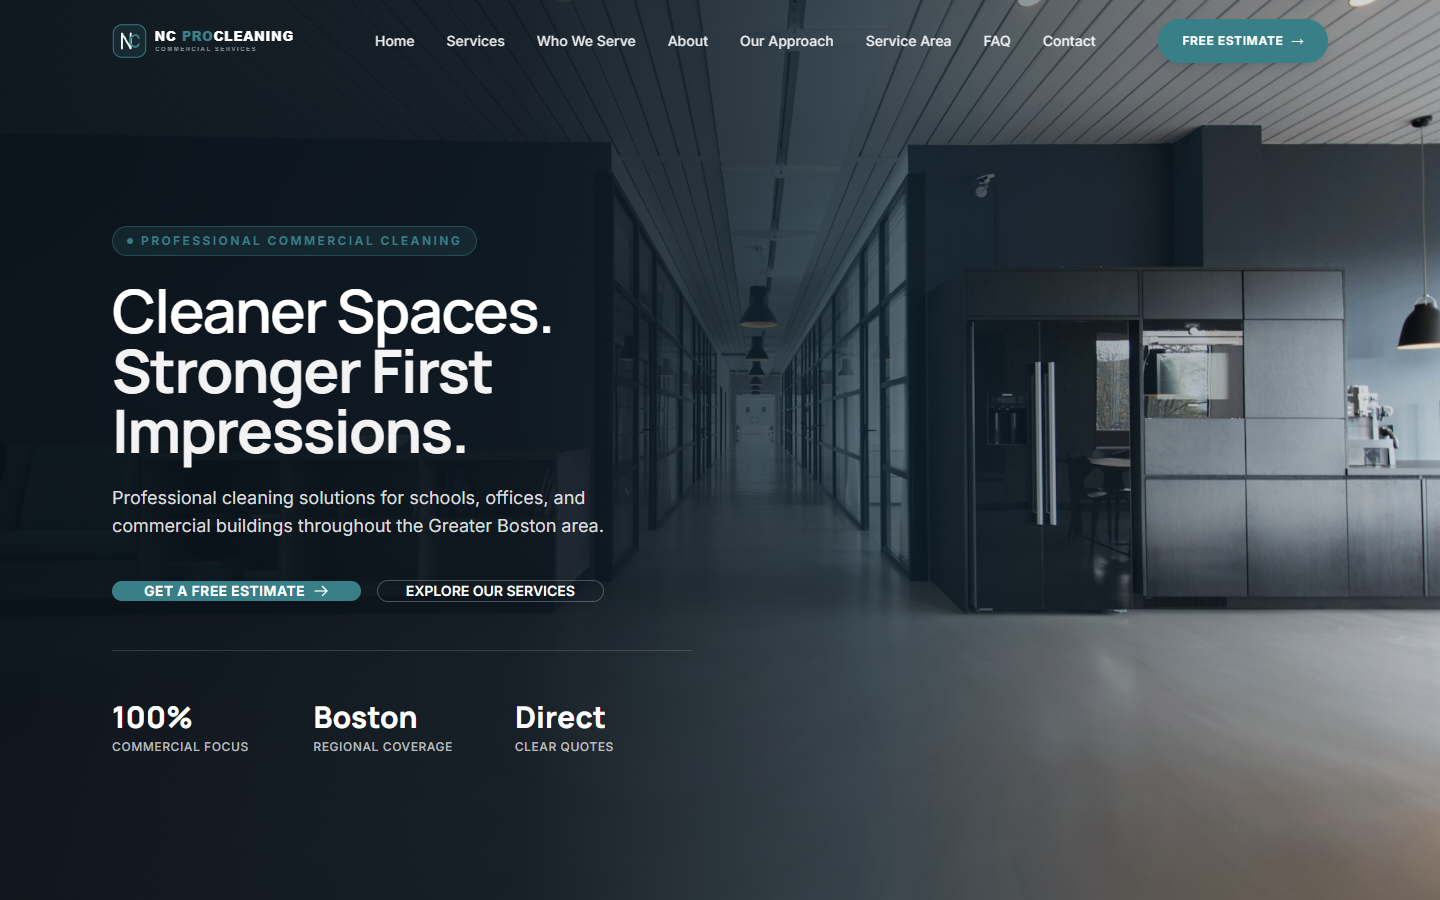 NC PROCLEANING
COMMERCIAL SERVICES
Home
Services
Who We Serve
About
Our Approach
Service Area
FAQ
Contact
FREE ESTIMATE →
PROFESSIONAL COMMERCIAL CLEANING
Cleaner Spaces.
Stronger First
Impressions.
Professional cleaning solutions for schools, offices, and
commercial buildings throughout the Greater Boston area.
GET A FREE ESTIMATE →
EXPLORE OUR SERVICES
100%
COMMERCIAL FOCUS
Boston
REGIONAL COVERAGE
Direct
CLEAR QUOTES